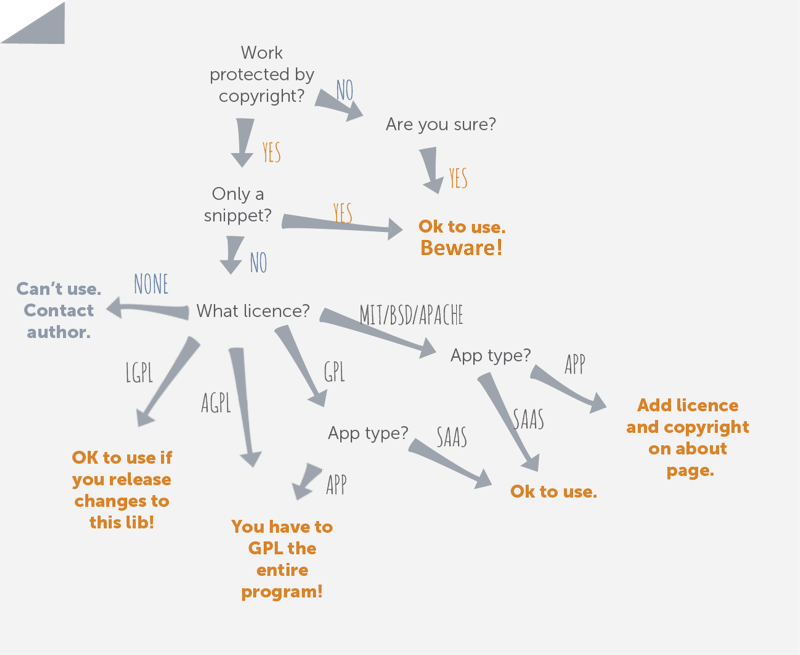 Work
protected by
copyright?
NO
Are you sure?
YES
YES
Only a
snippet?
YES
Ok to use.
Beware!
NO
NONE
Can't use.
Contact
author.
What licence?
MIT/BSD/APACHE
App type?
APP
LGPL
GPL
AGPL
SAAS
Add licence
and copyright
on about
page.
App type?
SAAS
OK to use if
you release
changes to
this lib!
APP
Ok to use.
You have to
GPL the
entire
program!